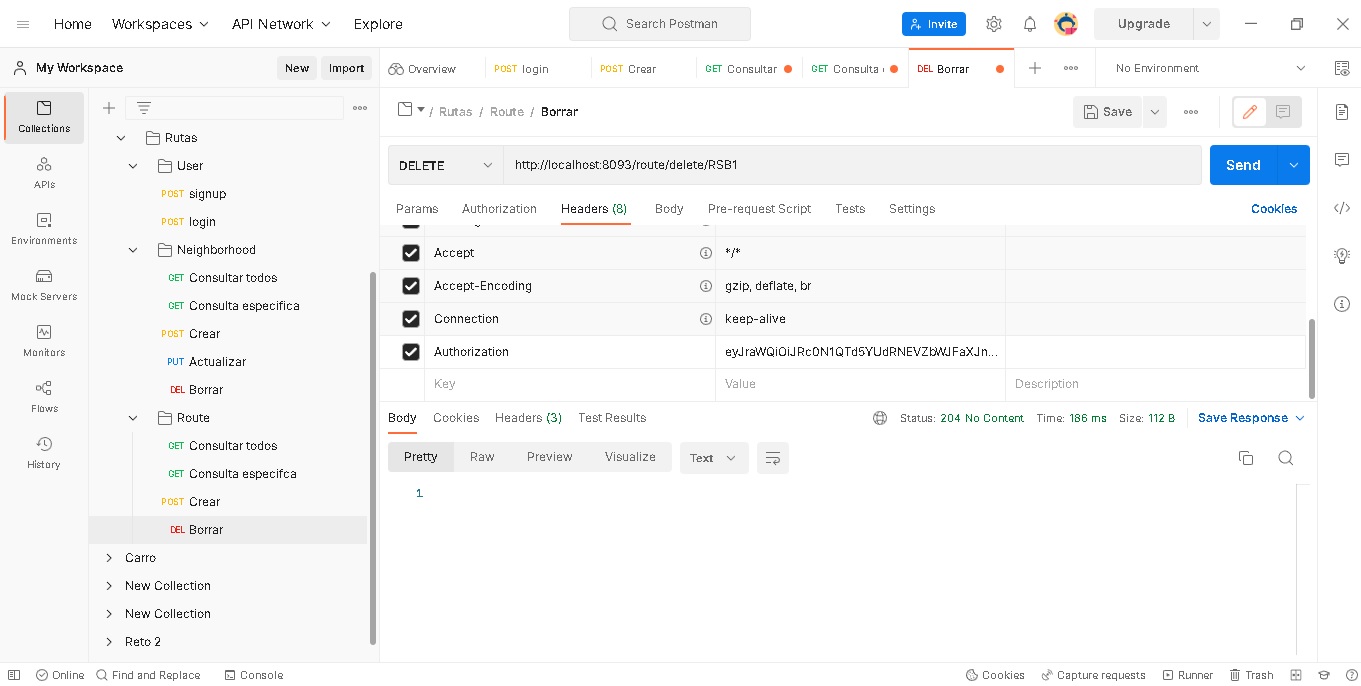 Home Workspaces API Network Explore Search Postman Invite Upgrade
My Workspace New Import
Overview POST login POST Crear GET Consultar GET Consulta DEL Borrar No Environment
Collections
APIs
Environments
Mock Servers
Monitors
Flows
History
Rutas
User
POST signup
POST login
Neighborhood
GET Consultar todos
GET Consulta especifica
POST Crear
PUT Actualizar
DEL Borrar
Route
GET Consultar todos
GET Consulta especifca
POST Crear
DEL Borrar
Carro
New Collection
New Collection
Reto 2
/ Rutas / Route / Borrar Save
DELETE http://localhost:8093/route/delete/RSB1 Send
Params Authorization Headers (8) Body Pre-request Script Tests Settings Cookies
Accept */*
Accept-Encoding gzip, deflate, br
Connection keep-alive
Authorization eyJraWQiOiJRc0N1QTd5YUdRNEVZbWJFaXJn...
Key Value Description
Body Cookies Headers (3) Test Results Status: 204 No Content Time: 186 ms Size: 112 B Save Response
Pretty Raw Preview Visualize Text
1
Online Find and Replace Console Cookies Capture requests Runner Trash